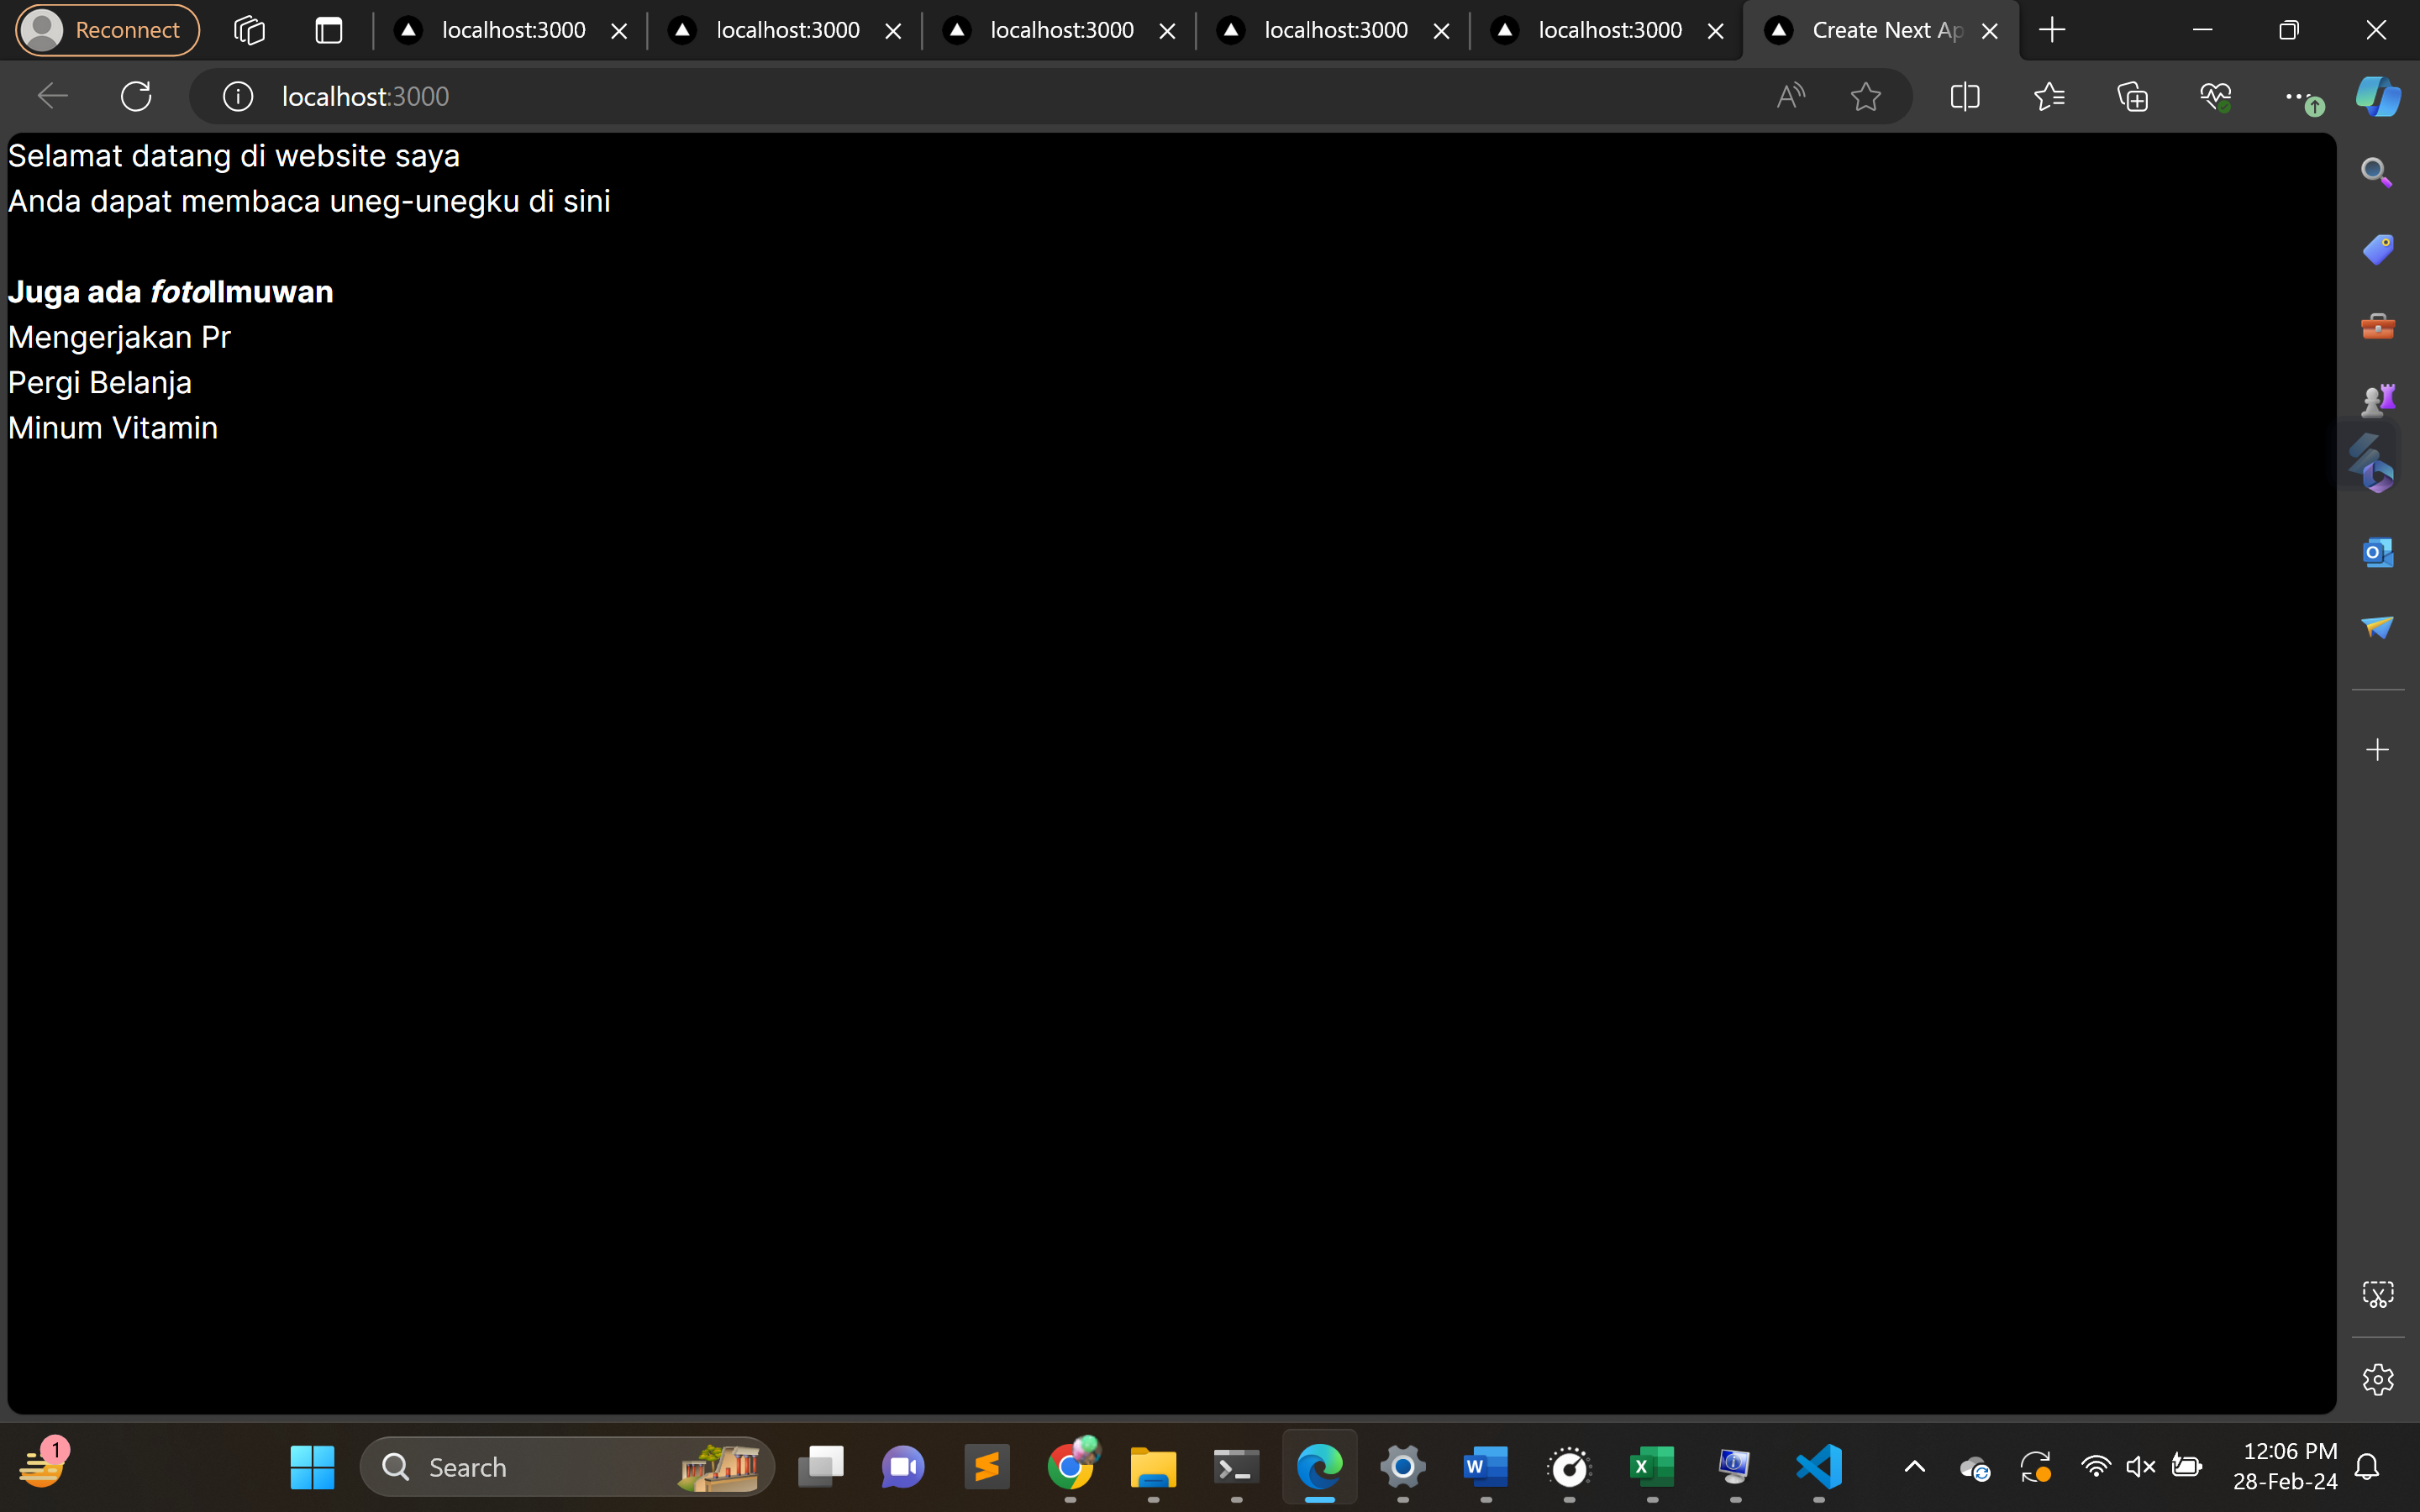 Reconnect
localhost:3000
localhost:3000
localhost:3000
localhost:3000
localhost:3000
Create Next Ap
localhost:3000
Selamat datang di website saya
Anda dapat membaca uneg-unegku di sini
Juga ada fotoIlmuwan
Mengerjakan Pr
Pergi Belanja
Minum Vitamin
1
Search
12:06 PM
28-Feb-24